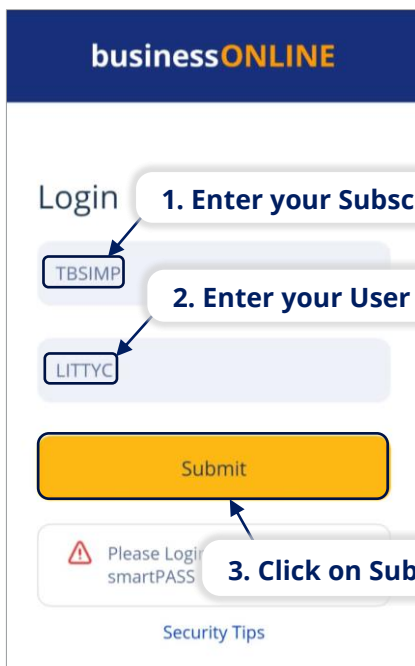 businessONLINE
Login
1. Enter your Subsc
TBSIMP
2. Enter your User
LITTYC
Submit
Please Logi
smartPASS
3. Click on Sub
Security Tips